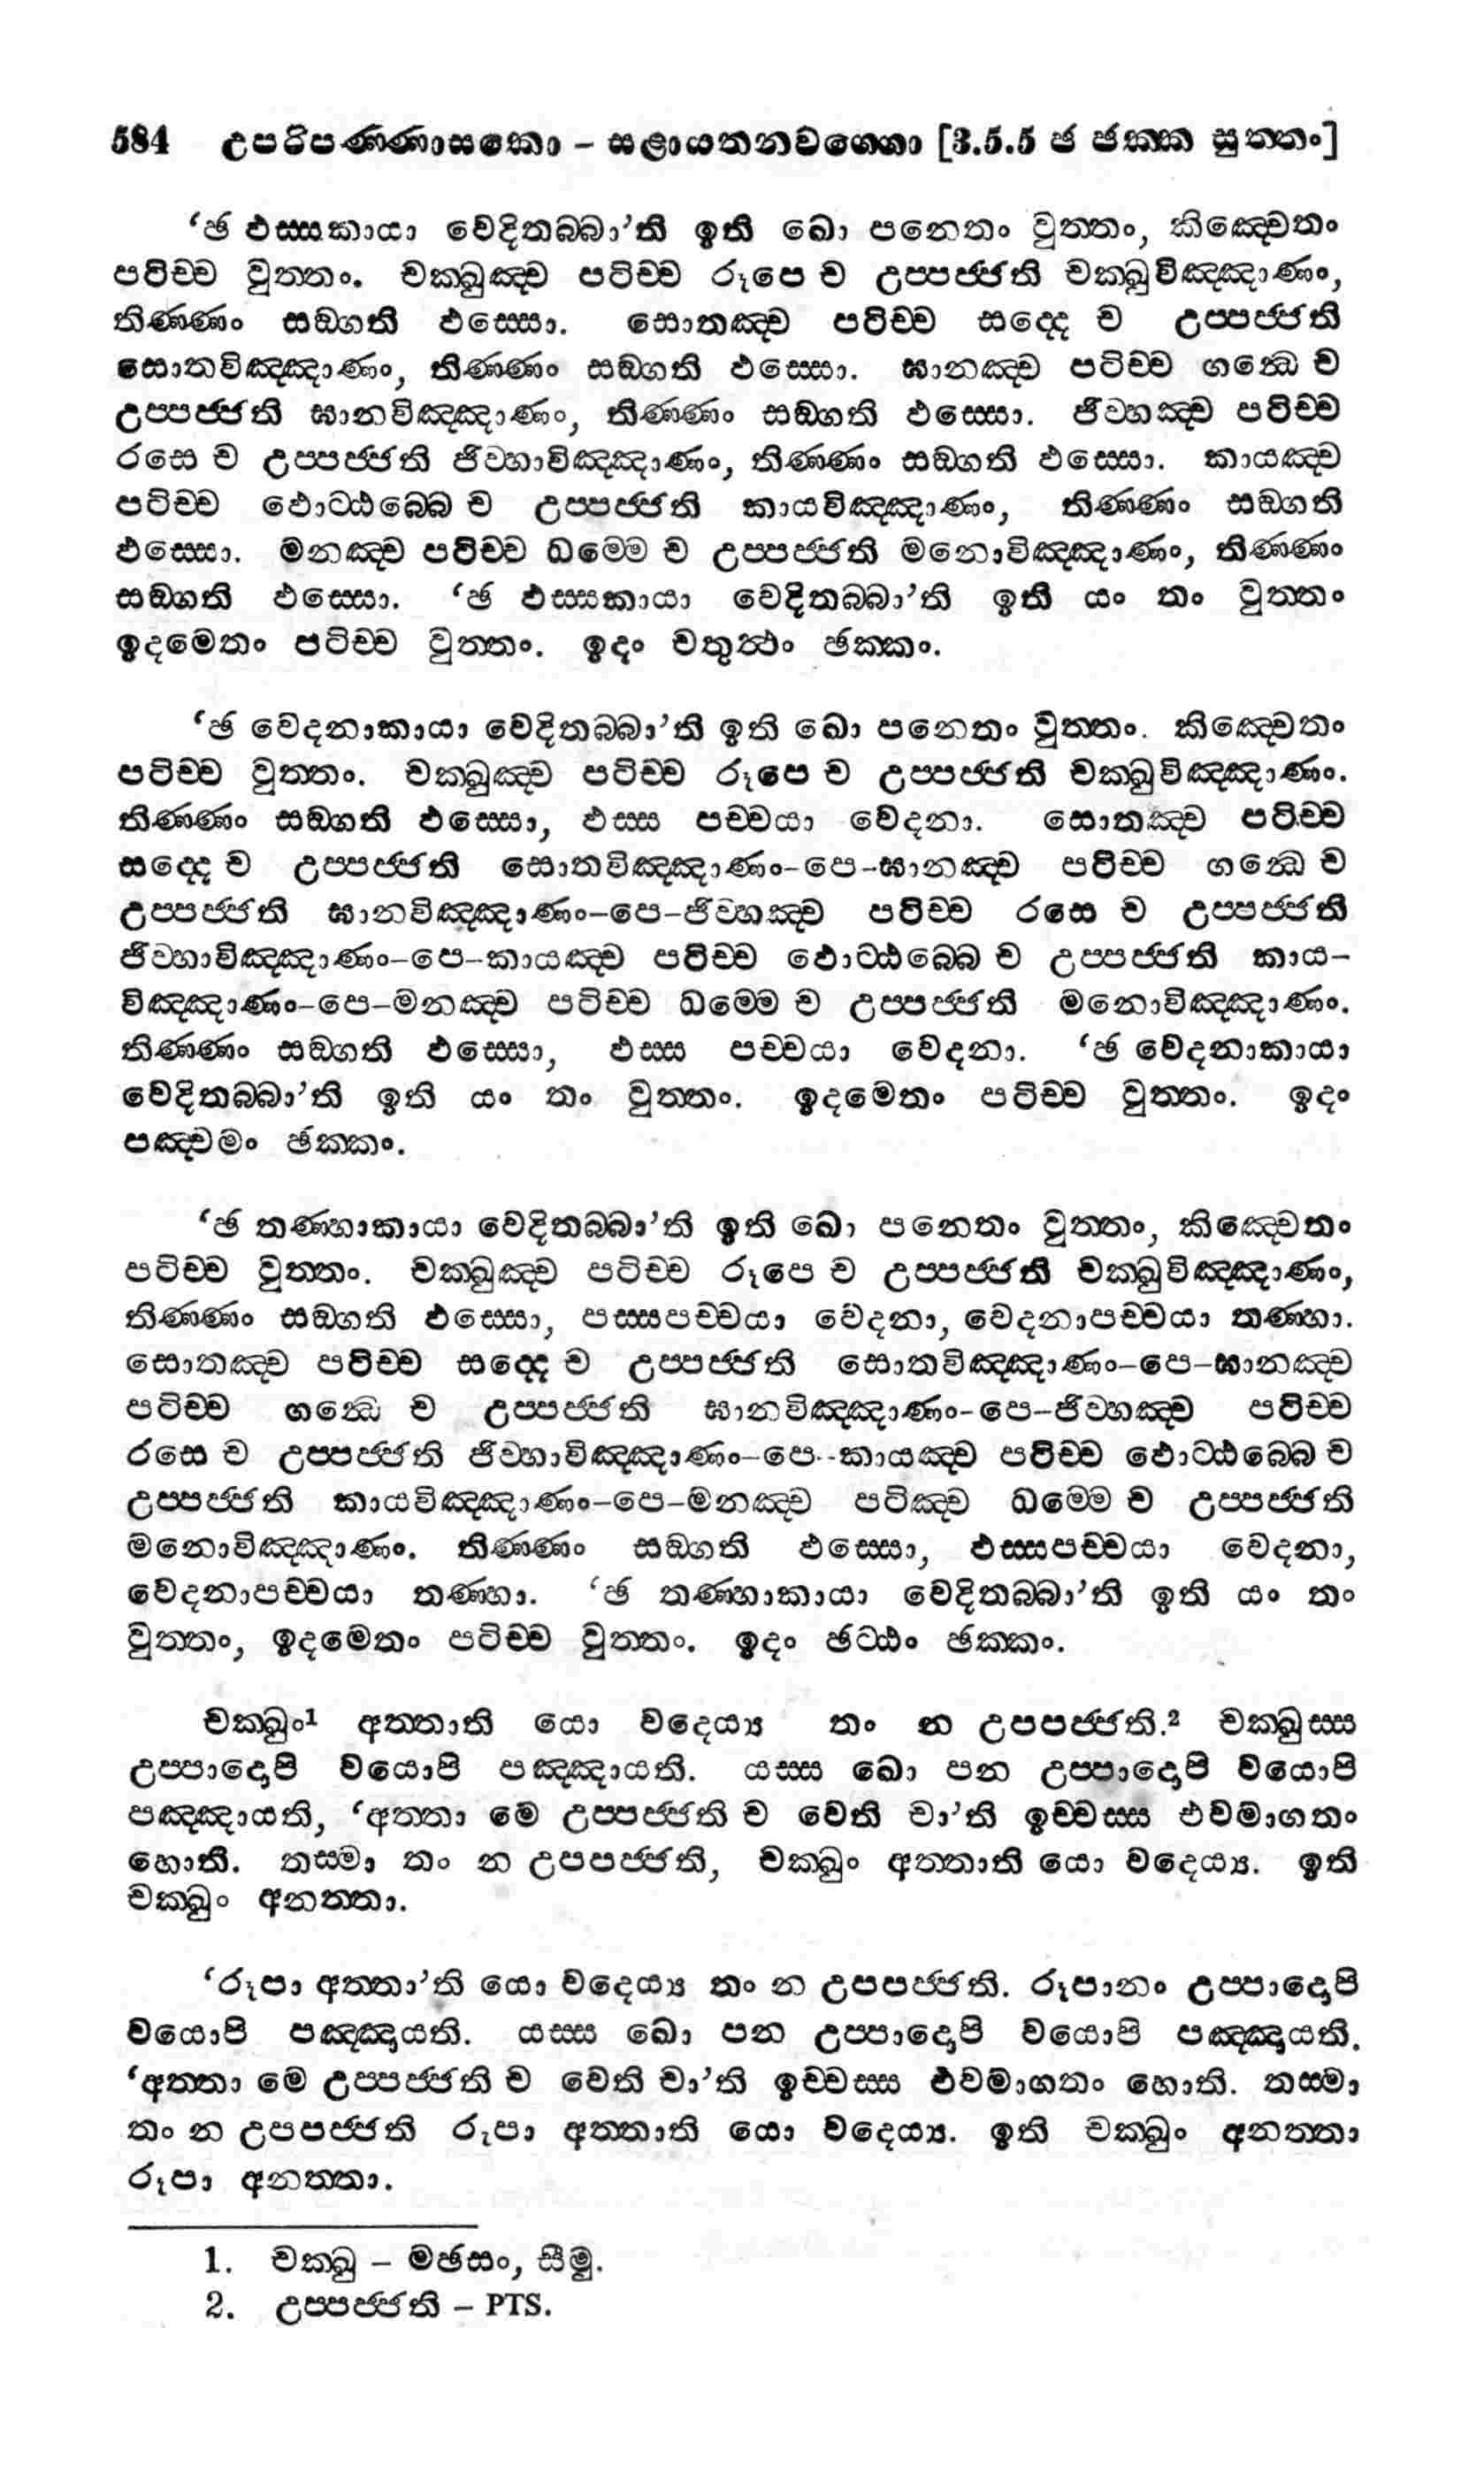 584 උපරිපණ්ණාසකො – සළායතනවග්ගො [3.5.5 ඡ ඡක්ක සුත්තං]
‘ඡ ඵස්සකායා වෙදිතබ්බා’ති ඉති ඛො පනෙතං වුත්තං, කිඤ්චෙතං
පටිච්ච වුත්තං. චක්ඛුඤ්ච පටිච්ච රූපෙ ච උප්පජ්ජති චක්ඛුවිඤ්ඤාණං,
තිණ්ණං සඞ්ගති ඵස්සො. සොතඤ්ච පටිච්ච සද්දෙ ච උප්පජ්ජති
සොතවිඤ්ඤාණං, තිණ්ණං සඞ්ගති ඵස්සො. ඝානඤ්ච පටිච්ච ගන්ධෙ ච
උප්පජ්ජති ඝානවිඤ්ඤාණං, තිණ්ණං සඞ්ගති ඵස්සො. ජිව්හඤ්ච පටිච්ච
රසෙ ච උප්පජ්ජති ජිව්හාවිඤ්ඤාණං, තිණ්ණං සඞ්ගති ඵස්සො. කායඤ්ච
පටිච්ච ඵොට්ඨබ්බෙ ච උප්පජ්ජති කායවිඤ්ඤාණං, තිණ්ණං සඞ්ගති
ඵස්සො. මනඤ්ච පටිච්ච ධම්මෙ ච උප්පජ්ජති මනොවිඤ්ඤාණං, තිණ්ණං
සඞ්ගති ඵස්සො. ‘ඡ ඵස්සකායා වෙදිතබ්බා’ති ඉති යං තං වුත්තං
ඉදමෙතං පටිච්ච වුත්තං. ඉදං චතුත්ථං ඡක්කං.
‘ඡ වෙදනාකායා වෙදිතබ්බා’ති ඉති ඛො පනෙතං වුත්තං. කිඤ්චෙතං
පටිච්ච වුත්තං. චක්ඛුඤ්ච පටිච්ච රූපෙ ච උප්පජ්ජති චක්ඛුවිඤ්ඤාණං.
තිණ්ණං සඞ්ගති ඵස්සො, ඵස්ස පච්චයා වෙදනා. සොතඤ්ච පටිච්ච
සද්දෙ ච උප්පජ්ජති සොතවිඤ්ඤාණං-පෙ-ඝානඤ්ච පටිච්ච ගන්ධෙ ච
උප්පජ්ජති ඝානවිඤ්ඤාණං–පෙ–ජිව්හඤ්ච පටිච්ච රසෙ ච උප්පජ්ජති
ජිව්හාවිඤ්ඤාණං–පෙ–කායඤ්ච පටිච්ච ඵොට්ඨබ්බෙ ච උප්පජ්ජති කාය–
විඤ්ඤාණං–පෙ–මනඤ්ච පටිච්ච ධම්මෙ ච උප්පජ්ජති මනොවිඤ්ඤාණං.
තිණ්ණං සඞ්ගති ඵස්සො, ඵස්ස පච්චයා වෙදනා. ‘ඡ වෙදනාකායා
වෙදිතබ්බා’ති ඉති යං තං වුත්තං. ඉදමෙතං පටිච්ච වුත්තං. ඉදං
පඤ්චමං ඡක්කං.
‘ඡ තණ්හාකායා වෙදිතබ්බා’ති ඉති ඛො පනෙතං වුත්තං, කිඤ්චෙතං
පටිච්ච වුත්තං. චක්ඛුඤ්ච පටිච්ච රූපෙ ච උප්පජ්ජති චක්ඛුවිඤ්ඤාණං,
තිණ්ණං සඞ්ගති ඵස්සො, පස්සපච්චයා වෙදනා, වෙදනාපච්චයා තණ්හා.
සොතඤ්ච පටිච්ච සද්දෙ ච උප්පජ්ජති සොතවිඤ්ඤාණං–පෙ–ඝානඤ්ච
පටිච්ච ගන්ධෙ ච උප්පජ්ජති ඝානවිඤ්ඤාණං-පෙ–ජිව්හඤ්ච පටිච්ච
රසෙ ච උප්පජ්ජති ජිව්හාවිඤ්ඤාණං–පෙ--කායඤ්ච පටිච්ච ඵොට්ඨබ්බෙ ච
උප්පජ්ජති කායවිඤ්ඤාණං–පෙ–මනඤ්ච පටිඤ්ච ධම්මෙ ච උප්පජ්ජති
මනොවිඤ්ඤාණං. තිණ්ණං සඞ්ගති ඵස්සො, ඵස්සපච්චයා වෙදනා,
වෙදනාපච්චයා තණ්හා. ‘ඡ තණ්හාකායා වෙදිතබ්බා’ති ඉති යං තං
වුත්තං, ඉදමෙතං පටිච්ච වුත්තං. ඉදං ඡට්ඨං ඡක්කං.
චක්ඛුං¹ අත්තාති යො වදෙය්‍ය තං න උපපජ්ජති.² චක්ඛුස්ස
උප්පාදොපි වයොපි පඤ්ඤායති. යස්ස ඛො පන උප්පාදොපි වයොපි
පඤ්ඤායති, ‘අත්තා මෙ උප්පජ්ජති ච වෙති චා’ති ඉච්චස්ස එවමාගතං
හොති. තස්මා තං න උපපජ්ජති, චක්ඛුං අත්තාති යො වදෙය්‍ය. ඉති
චක්ඛුං අනත්තා.
‘රූපා අත්තා’ති යො වදෙය්‍ය තං න උපපජ්ජති. රූපානං උප්පාදොපි
වයොපි පඤ්ඤායති. යස්ස ඛො පන උප්පාදොපි වයොපි පඤ්ඤායති.
‘අත්තා මෙ උප්පජ්ජති ච වෙති චා’ති ඉච්චස්ස එවමාගතං හොති. තස්මා
තං න උපපජ්ජති රූපා අත්තාති යො වදෙය්‍ය. ඉති චක්ඛුං අනත්තා
රූපා අනත්තා.
1. චක්ඛු – මඡසං, සීමු.
2. උප්පජ්ජති – PTS.